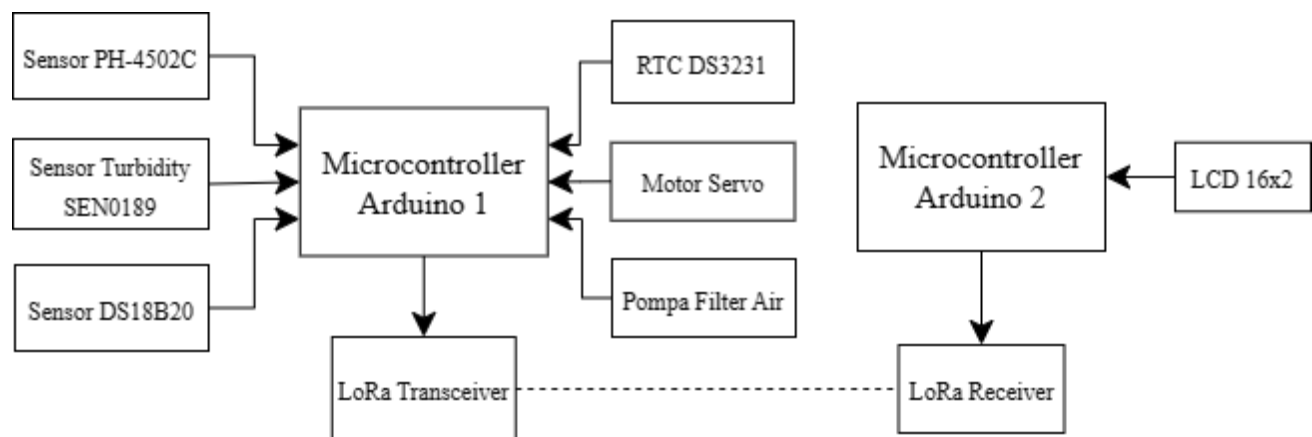 Sensor PH-4502C
RTC DS3231
Microcontroller
Arduino 1
Sensor Turbidity
SEN0189
Motor Servo
Microcontroller
Arduino 2
LCD 16x2
Sensor DS18B20
Pompa Filter Air
LoRa Transceiver
LoRa Receiver